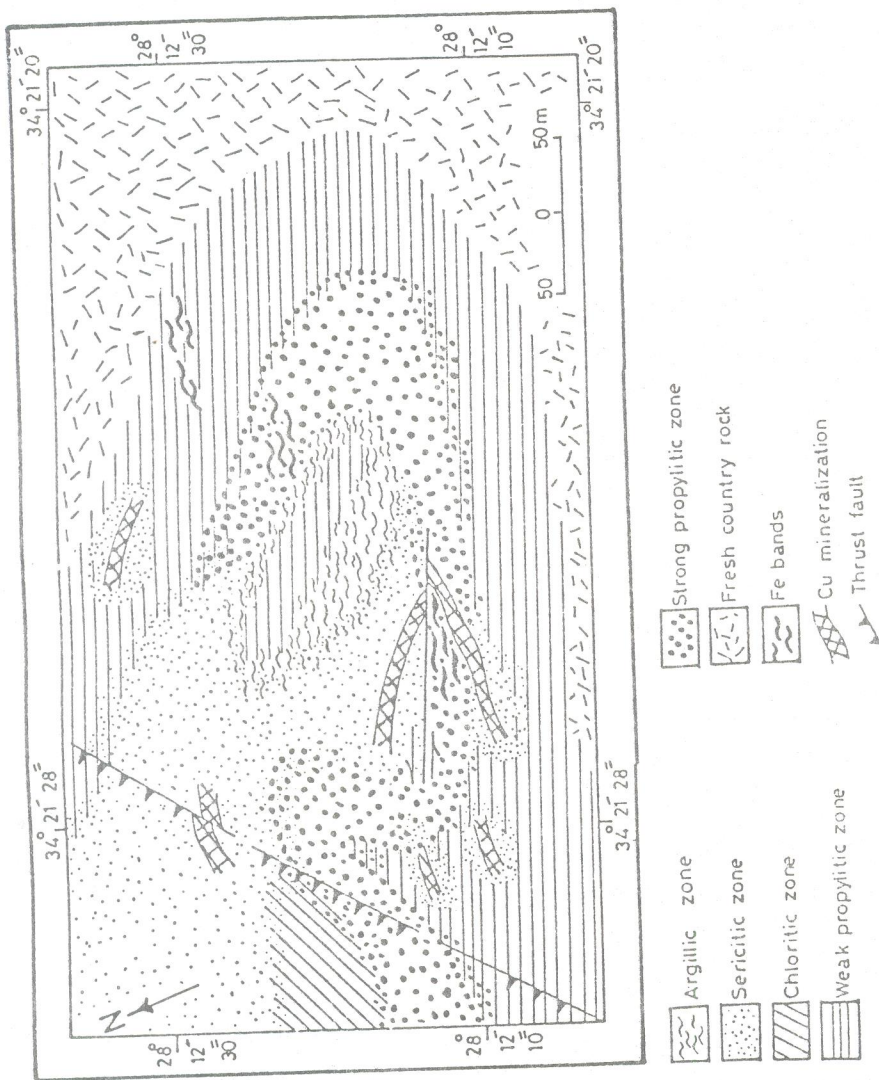 34° 21' 28"
34° 21' 20"
N
28°
12'
30"
28°
12'
30"
28°
12'
10"
28°
12'
10"
50 0 50 m
34° 21' 28"
34° 21' 20"
Argillic zone
Sericitic zone
Chloritic zone
Weak propylitic zone
Strong propylitic zone
Fresh country rock
Fe bands
Cu mineralization
Thrust fault